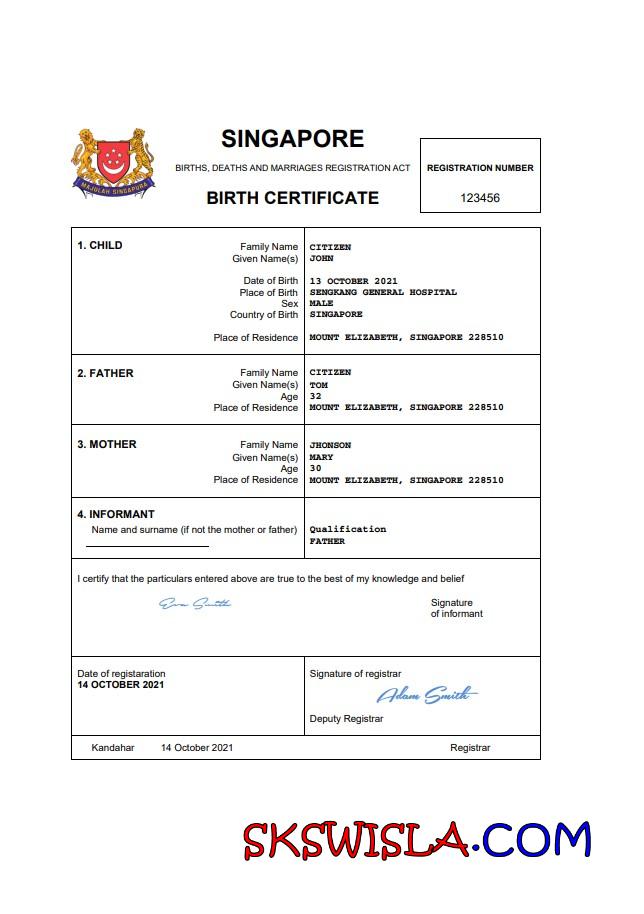 SINGAPORE
BIRTHS, DEATHS AND MARRIAGES REGISTRATION ACT
BIRTH CERTIFICATE
REGISTRATION NUMBER
123456
MAJULAH SINGAPURA
1. CHILD
Family Name CITIZEN
Given Name(s) JOHN
Date of Birth 13 OCTOBER 2021
Place of Birth SENGKANG GENERAL HOSPITAL
Sex MALE
Country of Birth SINGAPORE
Place of Residence MOUNT ELIZABETH, SINGAPORE 228510
2. FATHER
Family Name CITIZEN
Given Name(s) TOM
Age 32
Place of Residence MOUNT ELIZABETH, SINGAPORE 228510
3. MOTHER
Family Name JHONSON
Given Name(s) MARY
Age 30
Place of Residence MOUNT ELIZABETH, SINGAPORE 228510
4. INFORMANT
Name and surname (if not the mother or father) Qualification
FATHER
I certify that the particulars entered above are true to the best of my knowledge and belief
Eva Smith
Signature
of informant
Date of registaration
14 OCTOBER 2021
Signature of registrar
Adam Smith
Deputy Registrar
Kandahar 14 October 2021 Registrar
SKSWISLA.COM